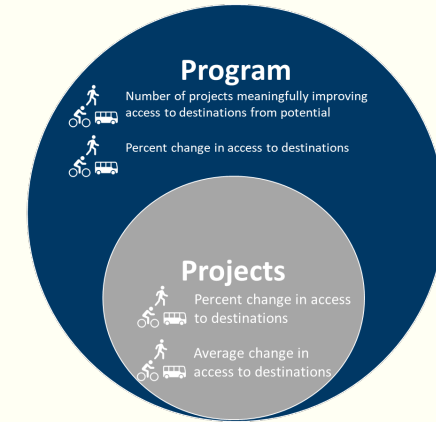 Program
Number of projects meaningfully improving
access to destinations from potential
Percent change in access to destinations
Projects
Percent change in access
to destinations
Average change in
access to destinations